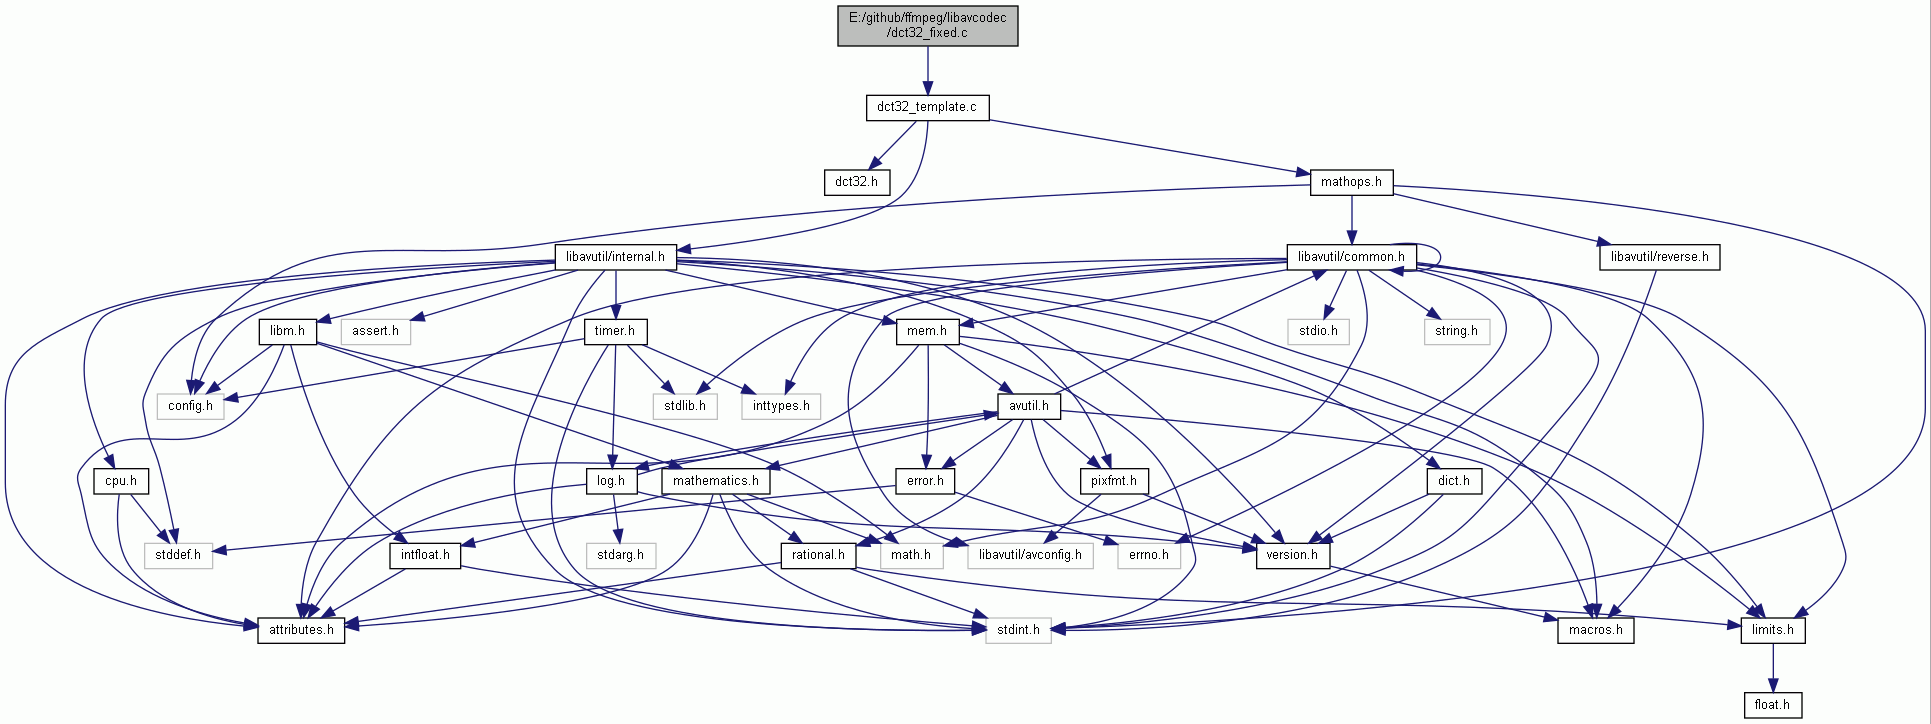 E:/github/ffmpeg/libavcodec
/dct32_fixed.c
dct32_template.c
dct32.h
mathops.h
libavutil/internal.h
libavutil/common.h
libavutil/reverse.h
libm.h
assert.h
timer.h
mem.h
stdio.h
string.h
config.h
stdlib.h
inttypes.h
avutil.h
cpu.h
log.h
mathematics.h
error.h
pixfmt.h
dict.h
stddef.h
intfloat.h
stdarg.h
rational.h
math.h
libavutil/avconfig.h
errno.h
version.h
attributes.h
stdint.h
macros.h
limits.h
float.h